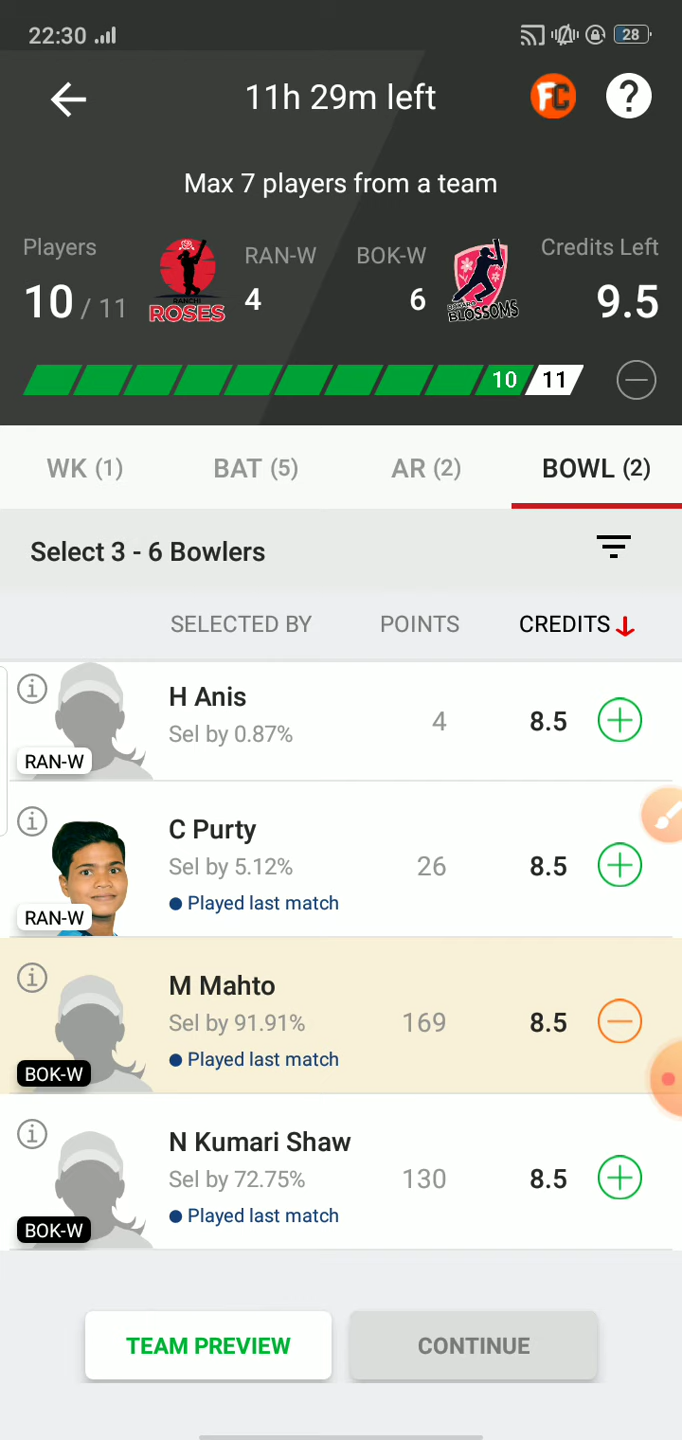 22:30
28
11h 29m left
FC
?
Max 7 players from a team
Players
RAN-W
BOK-W
Credits Left
10 / 11
RANCHI
ROSES
4
6
BOKARO
BLOSSOMS
9.5
10
11
WK (1)
BAT (5)
AR (2)
BOWL (2)
Select 3 - 6 Bowlers
SELECTED BY
POINTS
CREDITS
H Anis
Sel by 0.87%
4
8.5
RAN-W
C Purty
Sel by 5.12%
26
8.5
Played last match
RAN-W
M Mahto
Sel by 91.91%
169
8.5
Played last match
BOK-W
N Kumari Shaw
Sel by 72.75%
130
8.5
Played last match
BOK-W
TEAM PREVIEW
CONTINUE